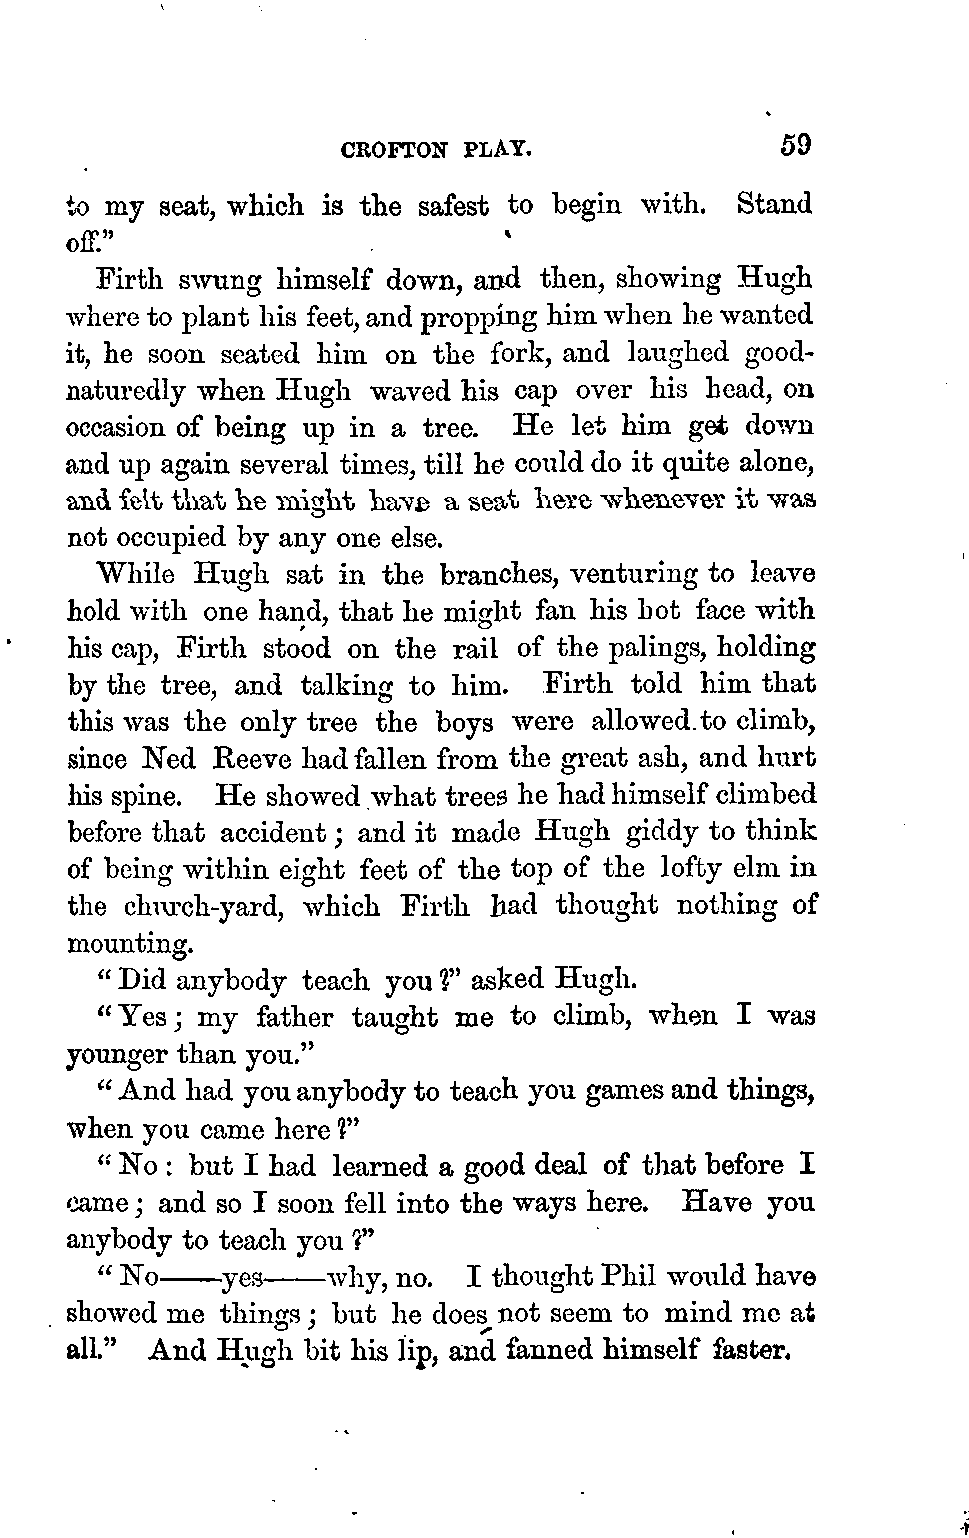 CROFTON PLAY. 59
to my seat, which is the safest to begin with. Stand
off."
Firth swung himself down, and then, showing Hugh
where to plant his feet, and propping him when he wanted
it, he soon seated him on the fork, and laughed good-
naturedly when Hugh waved his cap over his head, on
occasion of being up in a tree. He let him get down
and up again several times, till he could do it quite alone,
and felt that he might have a seat here whenever it was
not occupied by any one else.
While Hugh sat in the branches, venturing to leave
hold with one hand, that he might fan his hot face with
his cap, Firth stood on the rail of the palings, holding
by the tree, and talking to him. Firth told him that
this was the only tree the boys were allowed to climb,
since Ned Reeve had fallen from the great ash, and hurt
his spine. He showed what trees he had himself climbed
before that accident; and it made Hugh giddy to think
of being within eight feet of the top of the lofty elm in
the church-yard, which Firth had thought nothing of
mounting.
"Did anybody teach you?" asked Hugh.
"Yes; my father taught me to climb, when I was
younger than you."
"And had you anybody to teach you games and things,
when you came here?"
"No: but I had learned a good deal of that before I
came; and so I soon fell into the ways here. Have you
anybody to teach you?"
"No——yes——why, no. I thought Phil would have
showed me things; but he does not seem to mind me at
all." And Hugh bit his lip, and fanned himself faster.